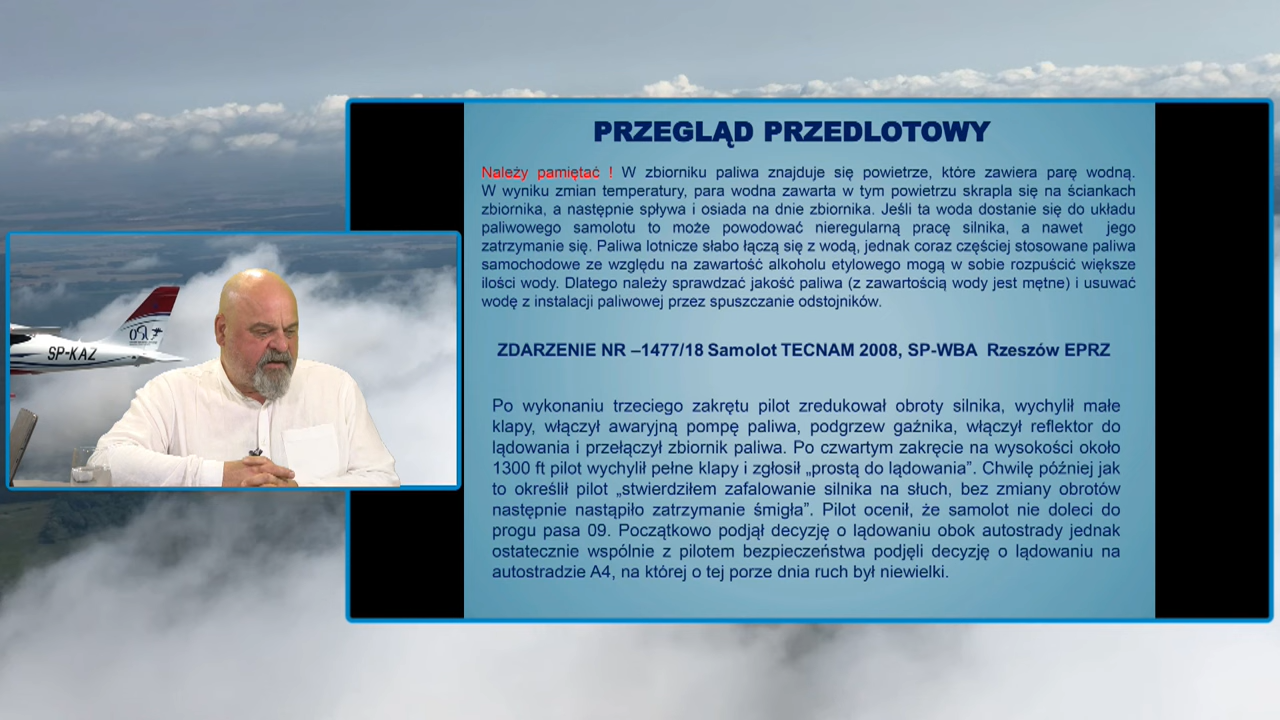 PRZEGLĄD PRZEDLOTOWY
Należy pamiętać ! W zbiorniku paliwa znajduje się powietrze, które zawiera parę wodną.
W wyniku zmian temperatury, para wodna zawarta w tym powietrzu skrapla się na ściankach
zbiornika, a następnie spływa i osiada na dnie zbiornika. Jeśli ta woda dostanie się do układu
paliwowego samolotu to może powodować nieregularną pracę silnika, a nawet jego
zatrzymanie się. Paliwa lotnicze słabo łączą się z wodą, jednak coraz częściej stosowane paliwa
samochodowe ze względu na zawartość alkoholu etylowego mogą w sobie rozpuścić większe
ilości wody. Dlatego należy sprawdzać jakość paliwa (z zawartością wody jest mętne) i usuwać
wodę z instalacji paliwowej przez spuszczanie odstojników.
ZDARZENIE NR –1477/18 Samolot TECNAM 2008, SP-WBA Rzeszów EPRZ
Po wykonaniu trzeciego zakrętu pilot zredukował obroty silnika, wychylił małe
klapy, włączył awaryjną pompę paliwa, podgrzew gaźnika, włączył reflektor do
lądowania i przełączył zbiornik paliwa. Po czwartym zakręcie na wysokości około
1300 ft pilot wychylił pełne klapy i zgłosił „prostą do lądowania”. Chwilę później jak
to określił pilot „stwierdziłem zafalowanie silnika na słuch, bez zmiany obrotów
następnie nastąpiło zatrzymanie śmigła”. Pilot ocenił, że samolot nie doleci do
progu pasa 09. Początkowo podjął decyzję o lądowaniu obok autostrady jednak
ostatecznie wspólnie z pilotem bezpieczeństwa podjęli decyzję o lądowaniu na
autostradzie A4, na której o tej porze dnia ruch był niewielki.
SP-KAZ